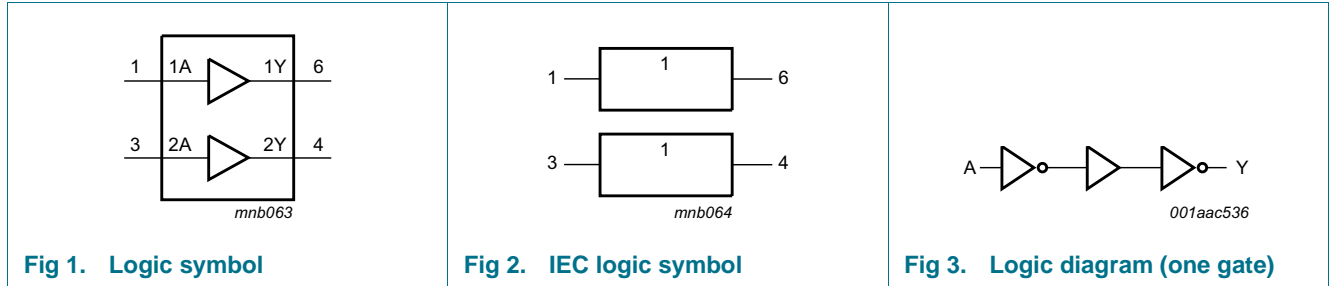 1 1A 1Y 6
3 2A 2Y 4
mnb063
Fig 1. Logic symbol
1 1 6
3 1 4
mnb064
Fig 2. IEC logic symbol
A Y
001aac536
Fig 3. Logic diagram (one gate)